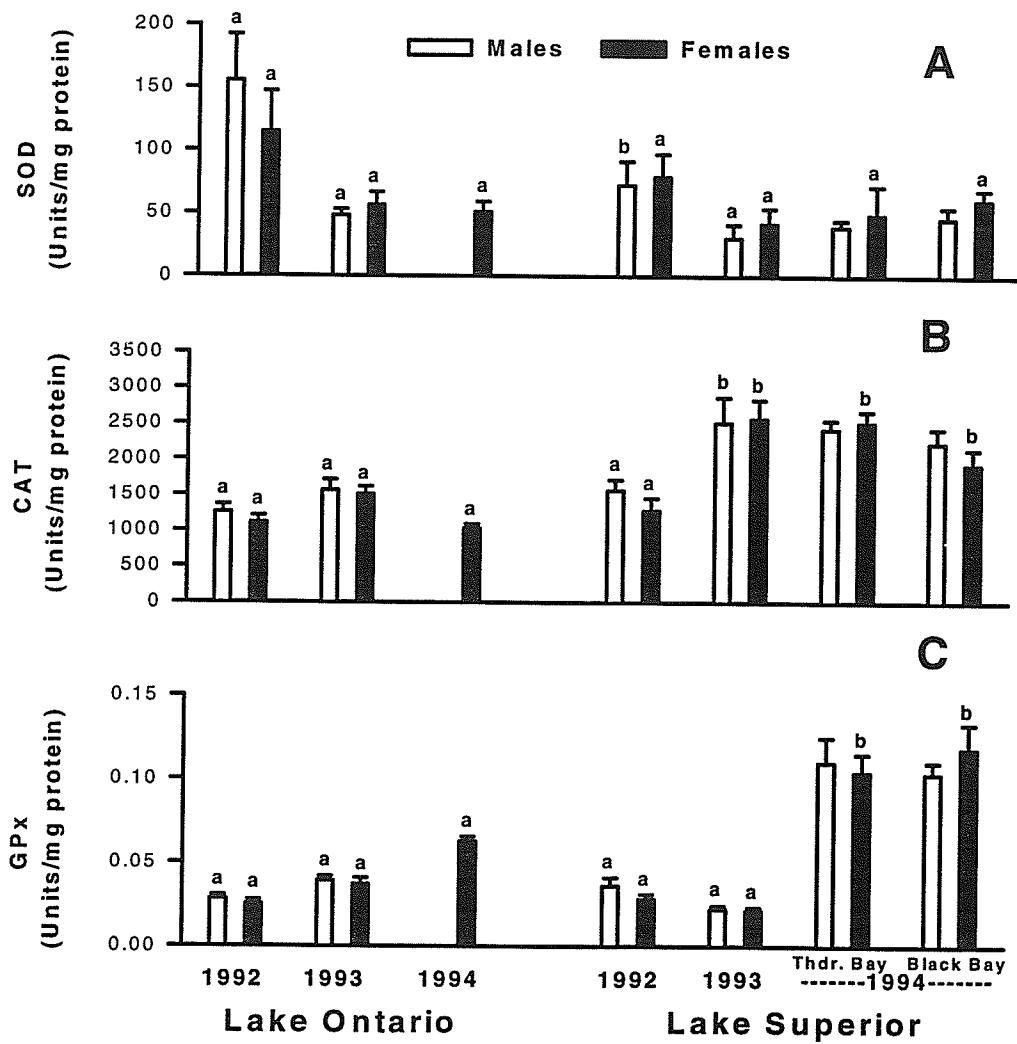 Males Females
A
SOD
(Units/mg protein)
200
150
100
50
0
a a a a a b a a a a a
B
CAT
(Units/mg protein)
3500
3000
2500
2000
1500
1000
500
0
a a a a a a a b b b b
C
GPx
(Units/mg protein)
0.15
0.10
0.05
0.00
a a a a a a a a a b b
1992 1993 1994 1992 1993 Thdr. Bay Black Bay
-------1994--------
Lake Ontario Lake Superior